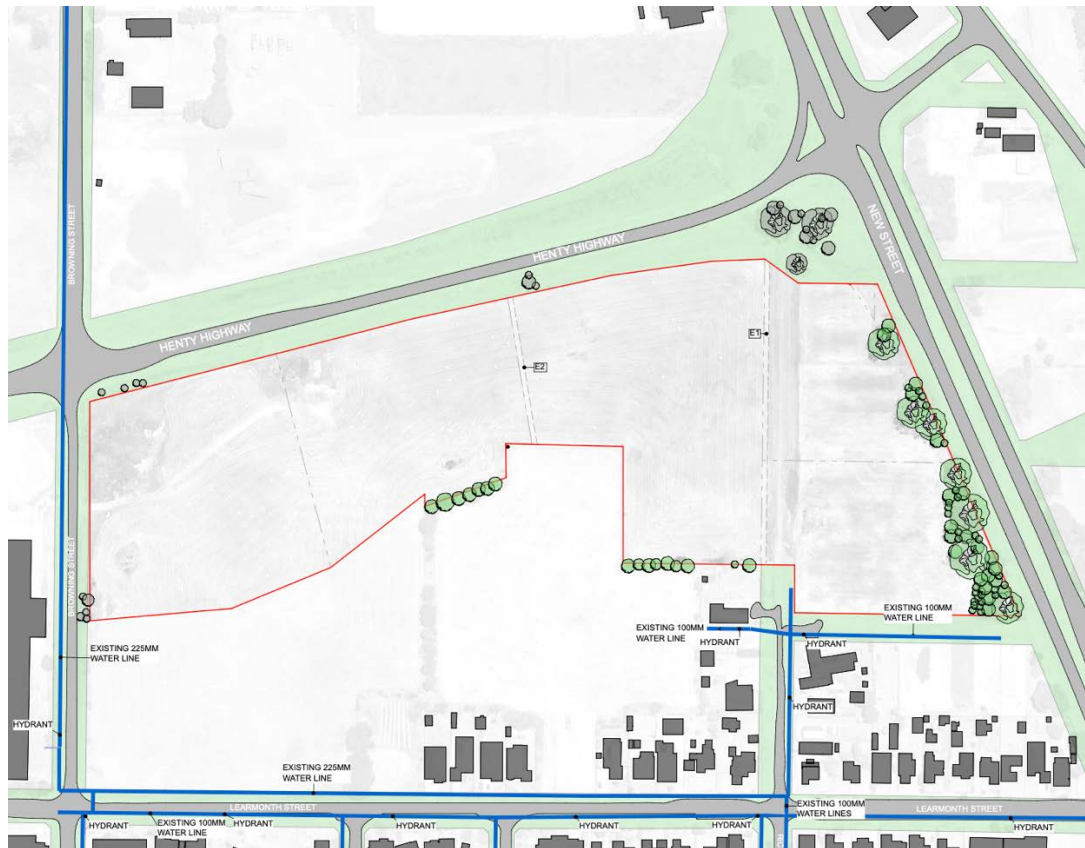 BROWNING STREET
HENTY HIGHWAY
NEW STREET
HENTY HIGHWAY
E1
E2
BROWNING STREET
EXISTING 100MM
WATER LINE
EXISTING 100MM
WATER LINE
HYDRANT
HYDRANT
EXISTING 225MM
WATER LINE
HYDRANT
HYDRANT
EXISTING 225MM
WATER LINE
LEARMONTH STREET
EXISTING 100MM
WATER LINES
LEARMONTH STREET
HYDRANT
EXISTING 100MM
WATER LINE
HYDRANT
HYDRANT
HYDRANT
HYDRANT
HYDRANT